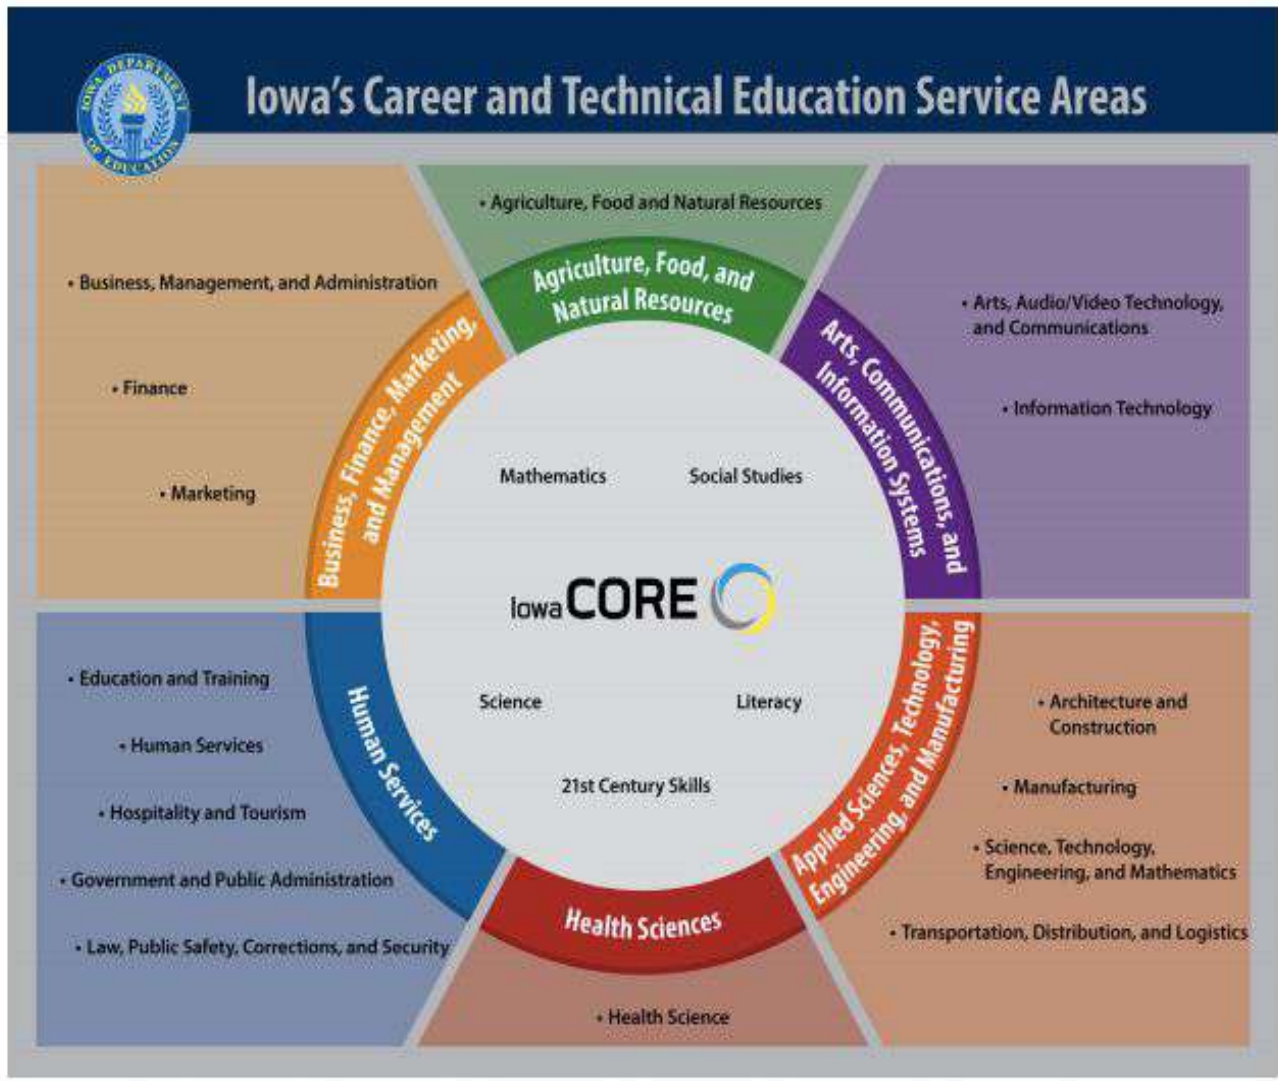 IOWA DEPARTMENT
OF EDUCATION
Iowa's Career and Technical Education Service Areas
• Agriculture, Food and Natural Resources
Agriculture, Food, and
Natural Resources
• Business, Management, and Administration
• Finance
• Marketing
Business, Finance, Marketing,
and Management
• Arts, Audio/Video Technology,
and Communications
• Information Technology
Arts, Communications, and
Information Systems
Mathematics
Social Studies
iowa CORE
Science
Literacy
21st Century Skills
• Education and Training
• Human Services
• Hospitality and Tourism
• Government and Public Administration
• Law, Public Safety, Corrections, and Security
Human Services
• Architecture and
Construction
• Manufacturing
• Science, Technology,
Engineering, and Mathematics
• Transportation, Distribution, and Logistics
Applied Sciences, Technology,
Engineering, and Manufacturing
Health Sciences
• Health Science